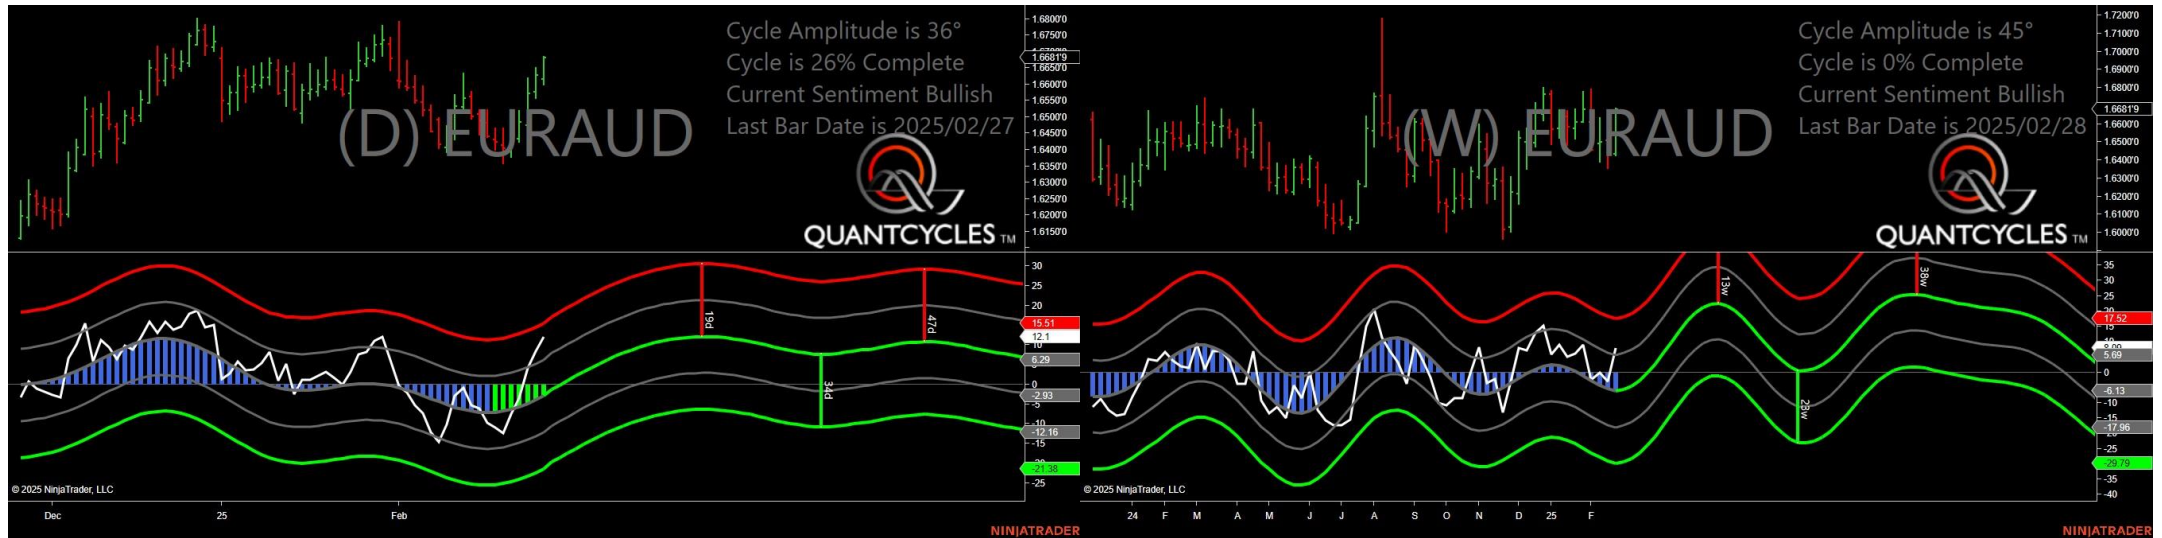 Cycle Amplitude is 36°
Cycle is 26% Complete
Current Sentiment Bullish
Last Bar Date is 2025/02/27
(D) EURAUD
QUANTCYCLES TM
1.6800'0
1.6681'9
1.6650'0
1.6600'0
1.6550'0
1.6500'0
1.6450'0
1.6400'0
1.6350'0
1.6300'0
1.6250'0
1.6200'0
1.6150'0
19d
34d
47d
30
25
20
15.51
12.1
6.29
0
-2.93
-5
-12.16
-15
-21.38
-25
© 2025 NinjaTrader, LLC
Dec 25 Feb
NINJATRADER
Cycle Amplitude is 45°
Cycle is 0% Complete
Current Sentiment Bullish
Last Bar Date is 2025/02/28
(W) EURAUD
QUANTCYCLES TM
1.7200'0
1.7100'0
1.7000'0
1.6900'0
1.6800'0
1.6681'9
1.6600'0
1.6500'0
1.6400'0
1.6300'0
1.6200'0
1.6100'0
1.6000'0
13w
23w
38w
35
30
25
17.52
5.69
0
-6.13
-10
-17.96
-25
-29.79
-35
-40
© 2025 NinjaTrader, LLC
24 F M A M J J A S O N D 25 F
NINJATRADER